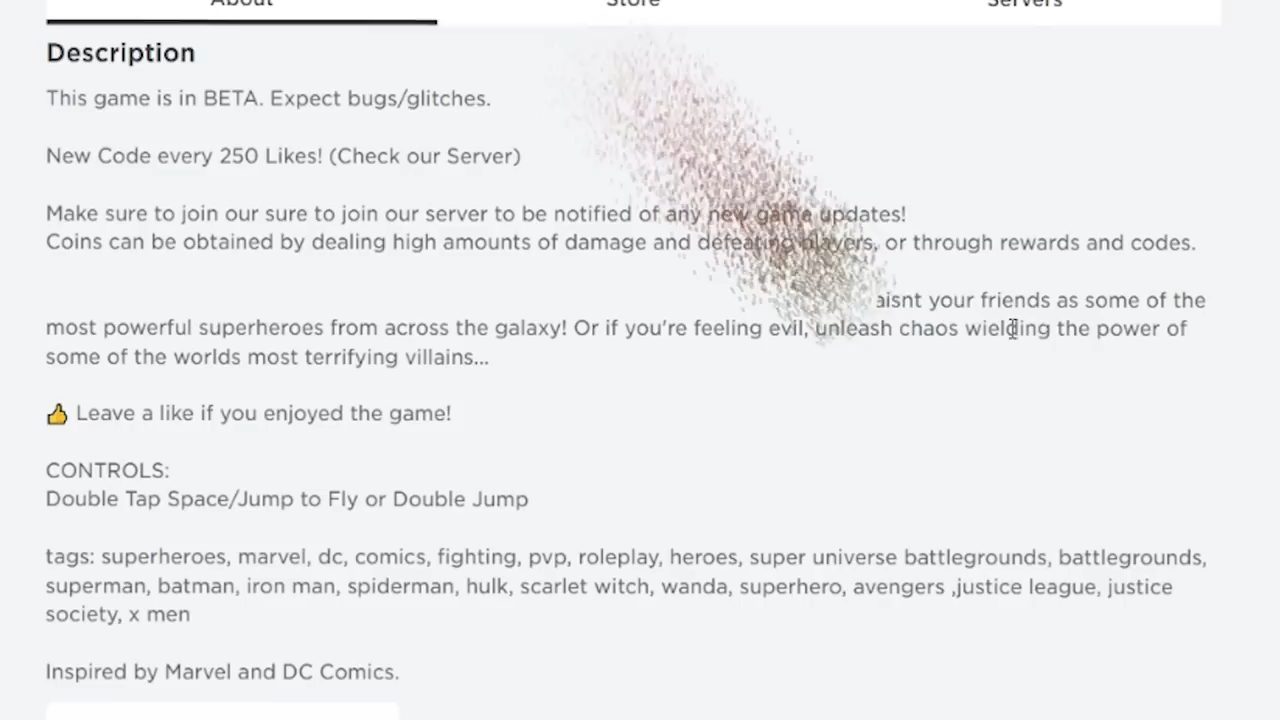 About Store Servers
Description
This game is in BETA. Expect bugs/glitches.
New Code every 250 Likes! (Check our Server)
Make sure to join our sure to join our server to be notified of any new game updates!
Coins can be obtained by dealing high amounts of damage and defeating players, or through rewards and codes.
aisnt your friends as some of the
most powerful superheroes from across the galaxy! Or if you're feeling evil, unleash chaos wielding the power of
some of the worlds most terrifying villains...
👍 Leave a like if you enjoyed the game!
CONTROLS:
Double Tap Space/Jump to Fly or Double Jump
tags: superheroes, marvel, dc, comics, fighting, pvp, roleplay, heroes, super universe battlegrounds, battlegrounds,
superman, batman, iron man, spiderman, hulk, scarlet witch, wanda, superhero, avengers ,justice league, justice
society, x men
Inspired by Marvel and DC Comics.